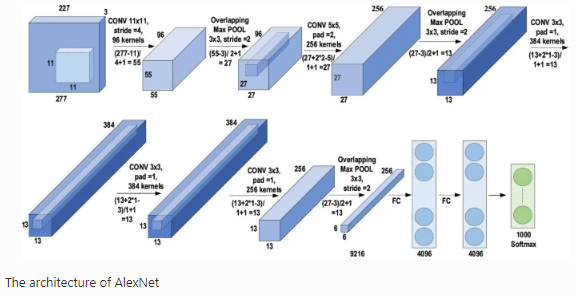 227
3
11
11
277
CONV 11x11,
stride =4,
96 kernels
(277-11)/
4+1 = 55
96
55
55
Overlapping
Max POOL
3x3, stride =2
(55-3)/ 2+1
= 27
96
27
27
CONV 5x5,
pad =2,
256 kernels
(27+2*2-5)/
1+1 =27
256
27
27
Overlapping
Max POOL
3x3, stride =2
(27-3)/2+1 =13
256
13
13
CONV 3x3,
pad =1,
384 kernels
(13+2*1-3)/
1+1 =13
384
13
13
CONV 3x3,
pad =1,
384 kernels
(13+2*1-
3)/1+1
=13
384
13
13
CONV 3x3,
pad =1,
256 kernels
(13+2*1-3)/
1+1 =13
256
13
13
Overlapping
Max POOL
3x3,
stride =2
(27-3)/2+1
=13
256
6
6
9216
FC
4096
FC
4096
1000
Softmax
The architecture of AlexNet